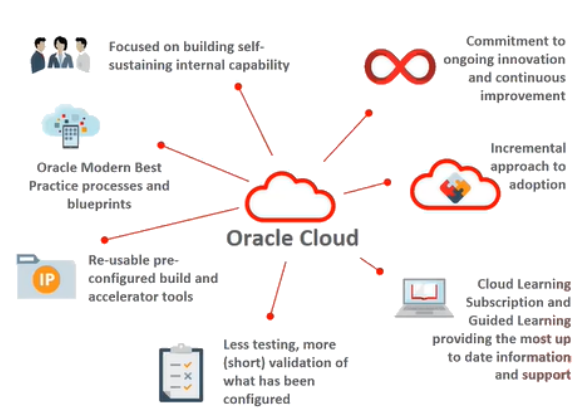 Focused on building self-
sustaining internal capability
Commitment to
ongoing innovation
and continuous
improvement
Oracle Modern Best
Practice processes and
blueprints
Incremental
approach to
adoption
Oracle Cloud
Re-usable pre-
configured build and
accelerator tools
IP
Cloud Learning
Subscription and
Guided Learning
providing the most up
to date information
and support
Less testing, more
(short) validation of
what has been
configured